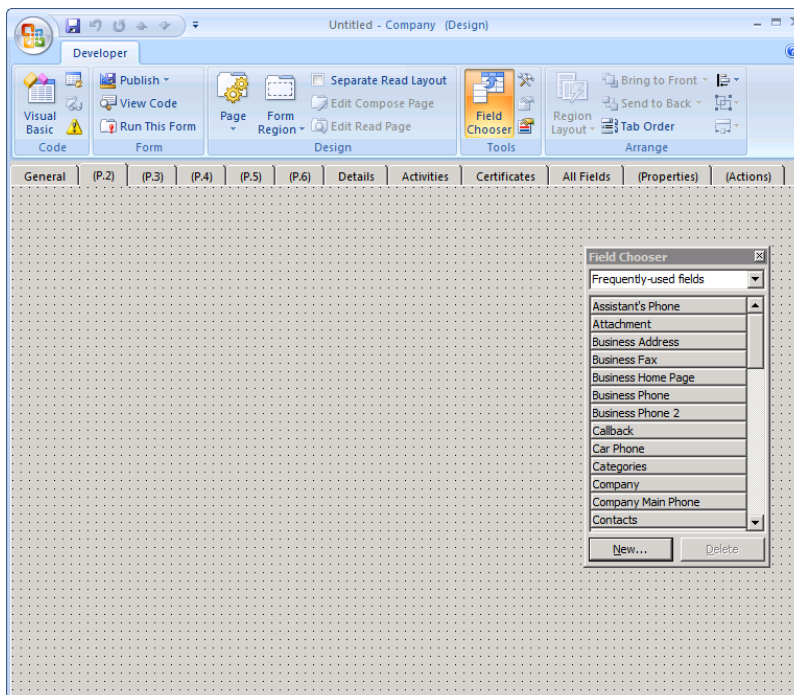 Untitled - Company (Design)
Developer
Visual Basic
Publish
View Code
Run This Form
Page
Form Region
Separate Read Layout
Edit Compose Page
Edit Read Page
Field Chooser
Region Layout
Bring to Front
Send to Back
Tab Order
Code
Form
Design
Tools
Arrange
General (P.2) (P.3) (P.4) (P.5) (P.6) Details Activities Certificates All Fields (Properties) (Actions)
Field Chooser
Frequently-used fields
Assistant's Phone
Attachment
Business Address
Business Fax
Business Home Page
Business Phone
Business Phone 2
Callback
Car Phone
Categories
Company
Company Main Phone
Contacts
New... Delete